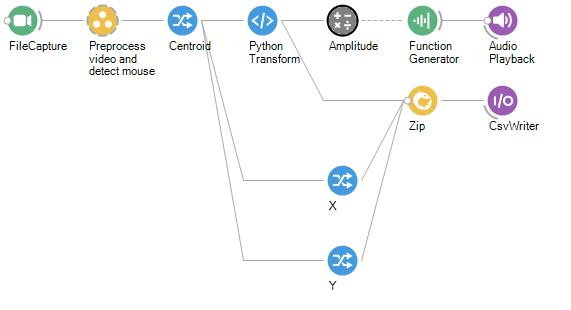 FileCapture
Preprocess
video and
detect mouse
Centroid
Python
Transform
Amplitude
Function
Generator
Audio
Playback
Zip
CsvWriter
X
Y